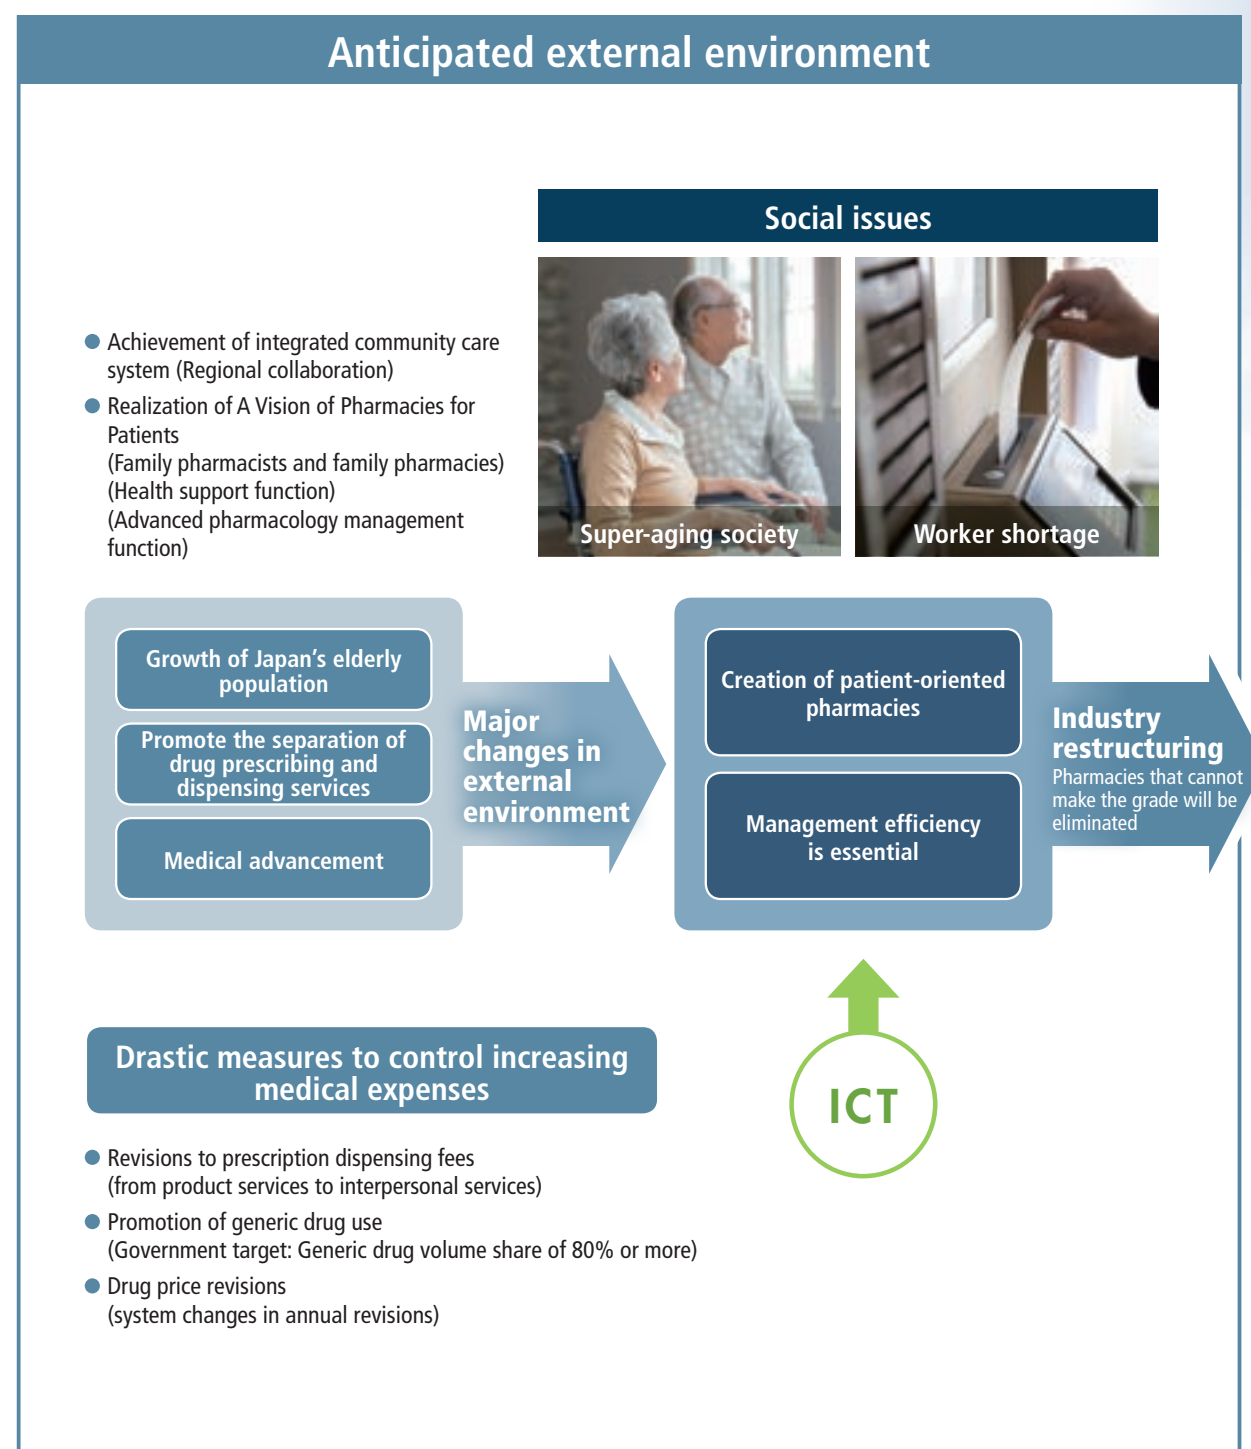 Anticipated external environment
Social issues
Super-aging society
Worker shortage
● Achievement of integrated community care
system (Regional collaboration)
● Realization of A Vision of Pharmacies for
Patients
(Family pharmacists and family pharmacies)
(Health support function)
(Advanced pharmacology management
function)
Growth of Japan's elderly
population
Promote the separation of
drug prescribing and
dispensing services
Medical advancement
Major
changes in
external
environment
Creation of patient-oriented
pharmacies
Management efficiency
is essential
Industry
restructuring
Pharmacies that cannot
make the grade will be
eliminated
ICT
Drastic measures to control increasing
medical expenses
● Revisions to prescription dispensing fees
(from product services to interpersonal services)
● Promotion of generic drug use
(Government target: Generic drug volume share of 80% or more)
● Drug price revisions
(system changes in annual revisions)